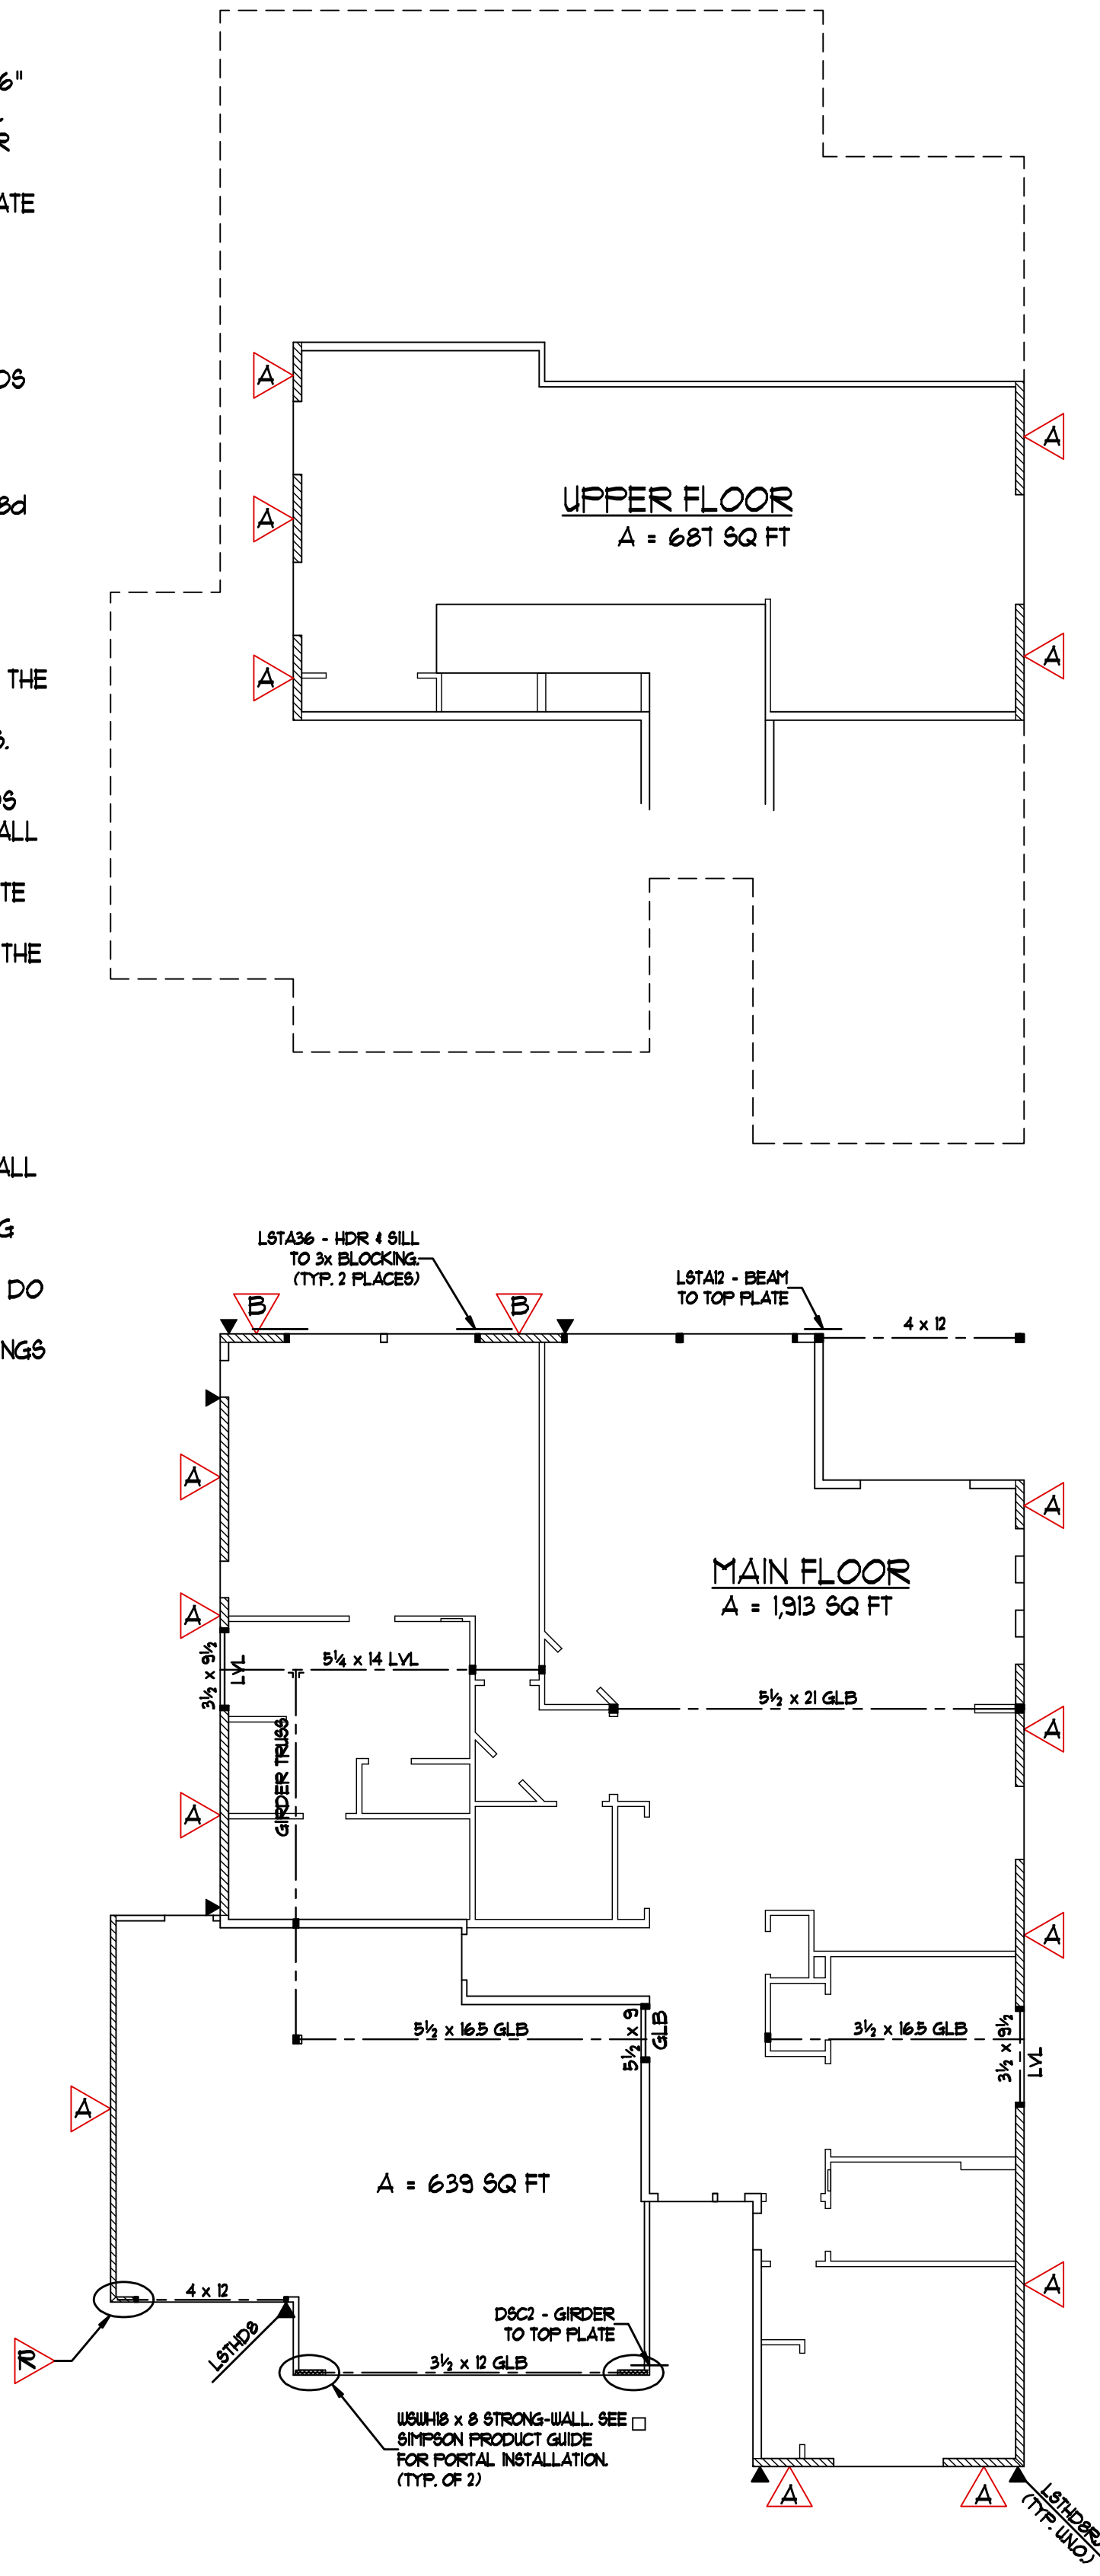 6"
R
ATE
OS
8d
THE
S.
OS
ALL
TE
THE
ALL
G
DO
NGS
A
A
A
A
A
UPPER FLOOR
A = 687 SQ FT
LSTA36 - HDR & SILL
TO 3x BLOCKING.
(TYP. 2 PLACES)
LSTA12 - BEAM
TO TOP PLATE
B
B
4 x 12
A
A
A
A
A
A
A
A
MAIN FLOOR
A = 1,913 SQ FT
3½ x 9½
LVL
5¼ x 14 LVL
5½ x 21 GLB
GIRDER TRUSS
5½ x 16.5 GLB
5½ x 9
GLB
3½ x 16.5 GLB
3½ x 9½
LVL
A = 639 SQ FT
4 x 12
R
LSTHD8
DSC2 - GIRDER
TO TOP PLATE
3½ x 12 GLB
WSWH18 x 8 STRONG-WALL. SEE
SIMPSON PRODUCT GUIDE
FOR PORTAL INSTALLATION.
(TYP. OF 2)
A
A
LSTHD8RJ
(TYP. U.N.O.)